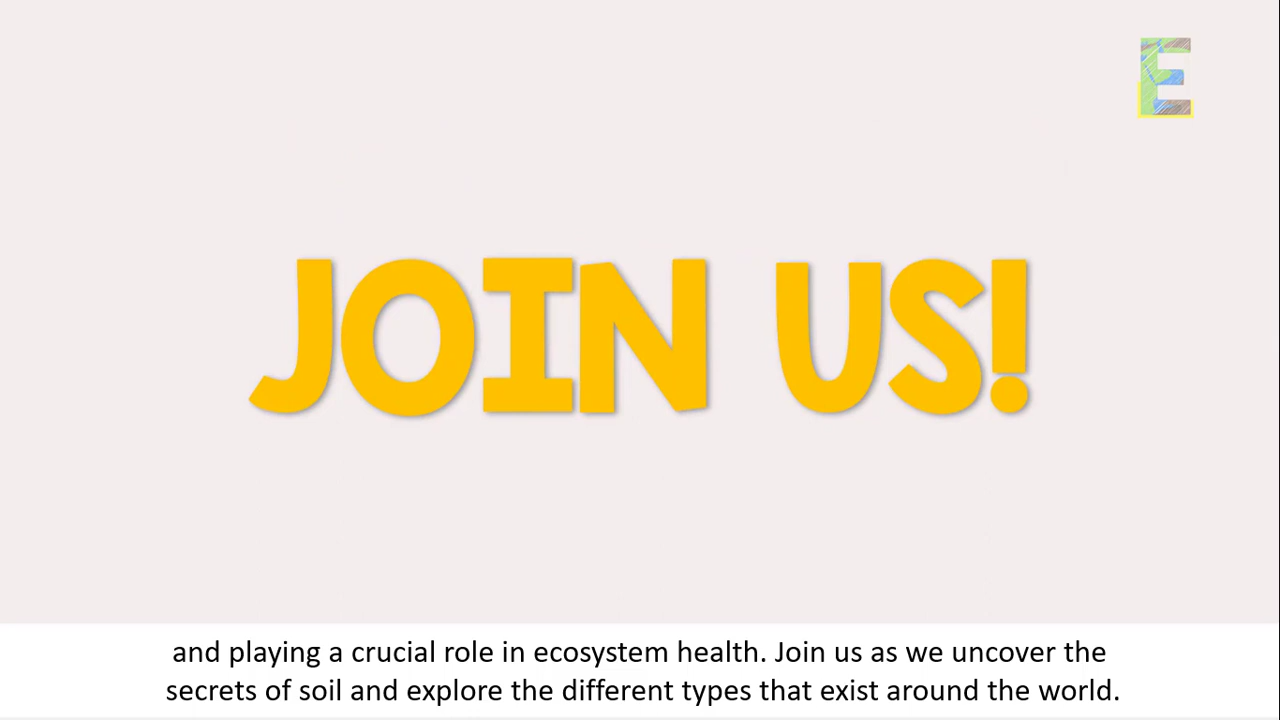 E
JOIN US!
and playing a crucial role in ecosystem health. Join us as we uncover the
secrets of soil and explore the different types that exist around the world.